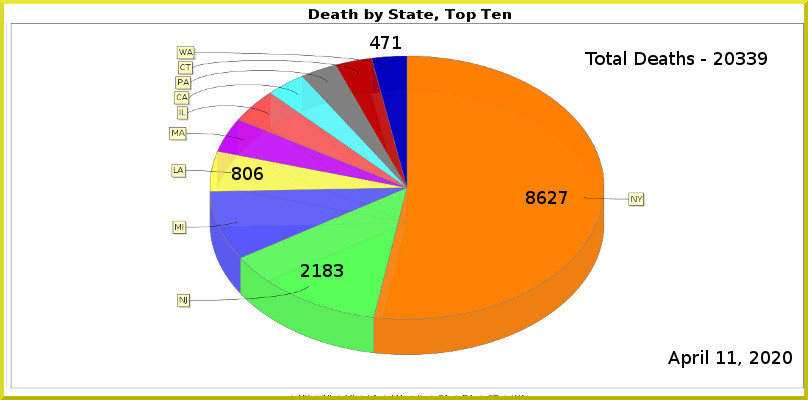 Death by State, Top Ten
471
Total Deaths - 20339
WA
CT
PA
CA
IL
MA
LA
806
8627
NY
MI
2183
NJ
April 11, 2020